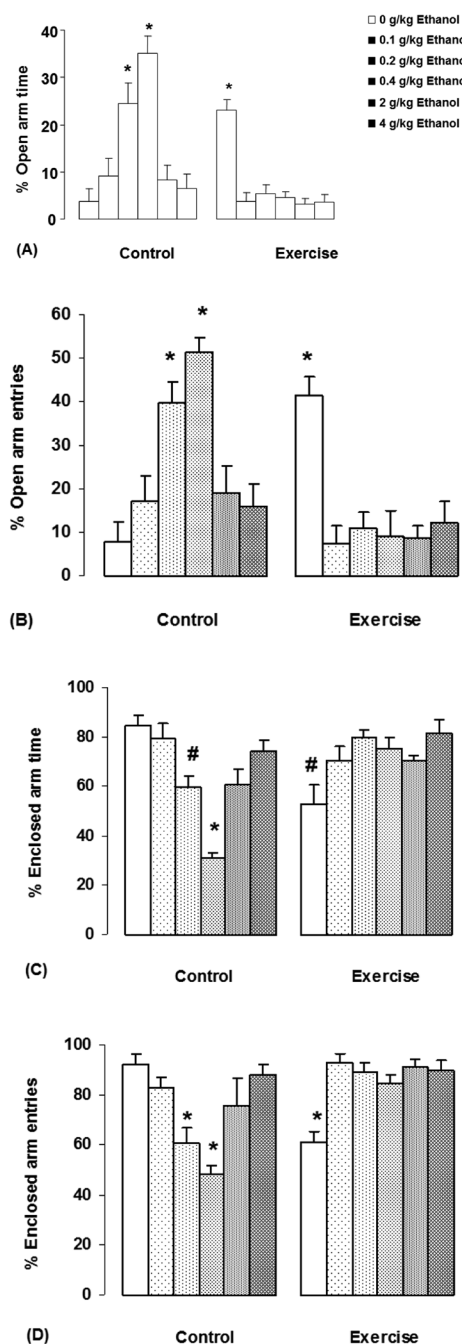 0 g/kg Ethanol
0.1 g/kg Ethano
0.2 g/kg Ethano
0.4 g/kg Ethano
2 g/kg Ethanol
4 g/kg Ethanol
% Open arm time
40
30
20
10
0
*
*
*
(A)
Control
Exercise
% Open arm entries
60
50
40
30
20
10
0
*
*
*
(B)
Control
Exercise
% Enclosed arm time
100
80
60
40
20
0
#
*
#
(C)
Control
Exercise
% Enclosed arm entries
100
80
60
40
20
0
*
*
*
(D)
Control
Exercise